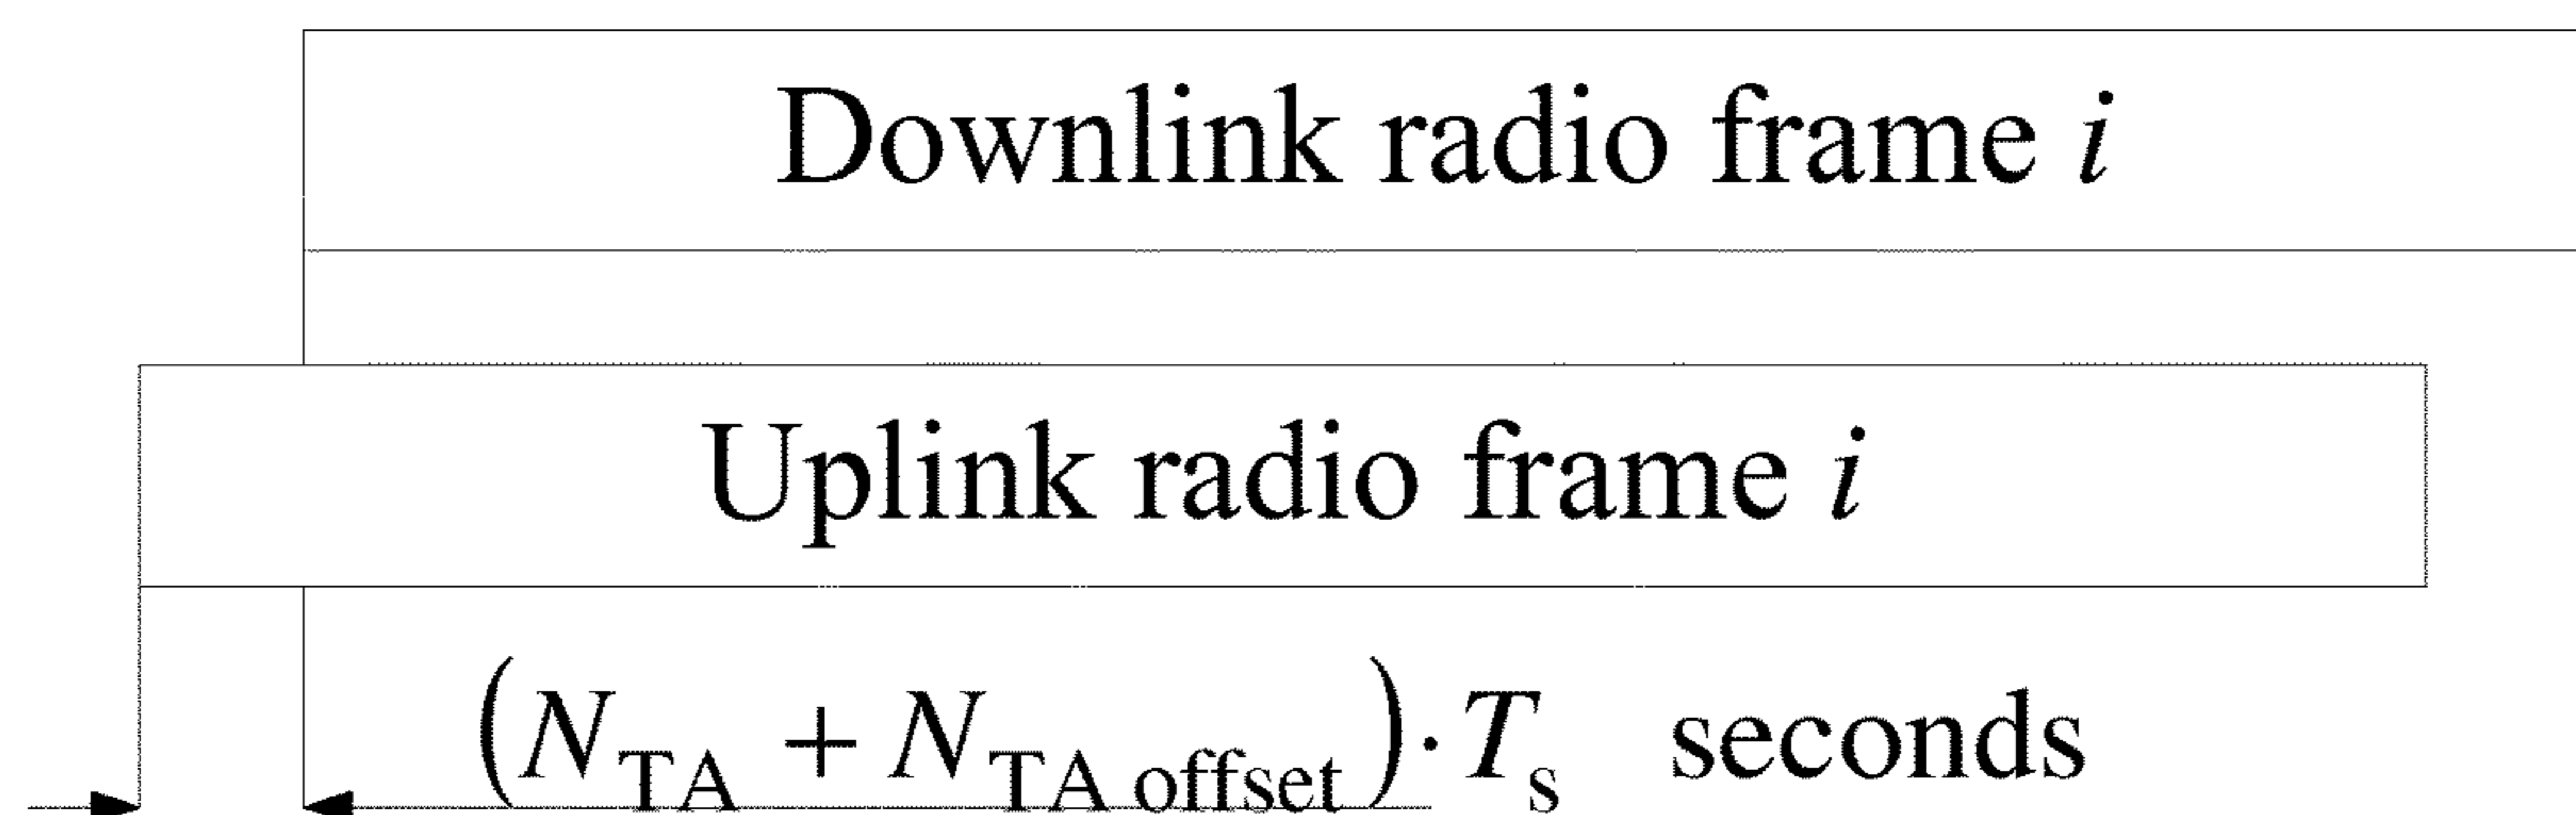 Downlink radio frame i
Uplink radio frame i
(N_TA + N_TA offset) · T_s seconds